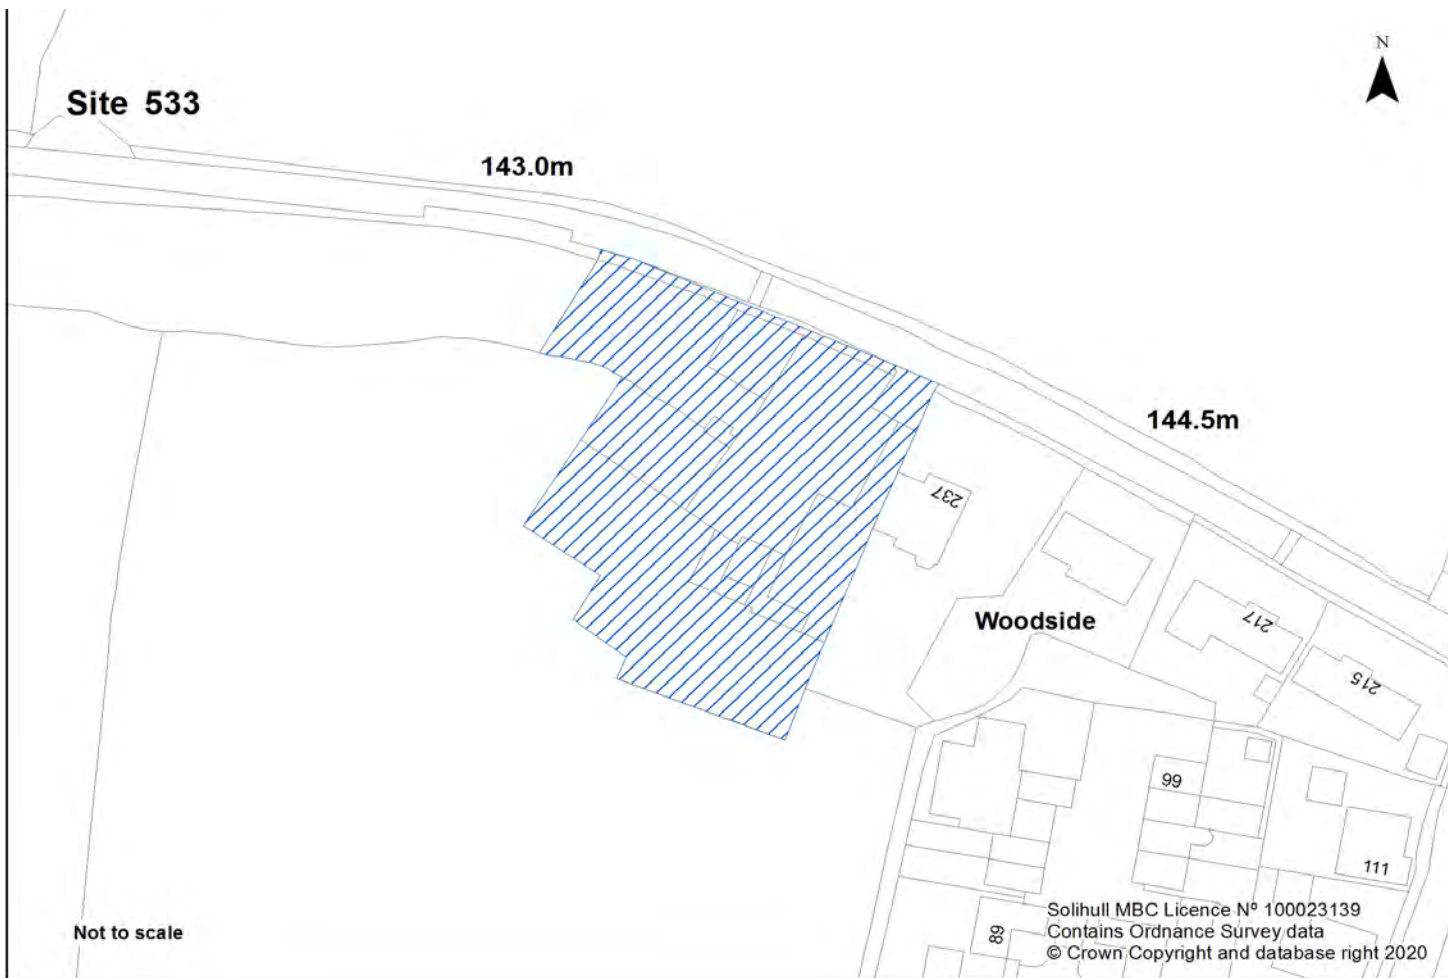 N
Site 533
143.0m
144.5m
237
Woodside
217
215
99
111
89
Not to scale
Solihull MBC Licence Nº 100023139
Contains Ordnance Survey data
© Crown Copyright and database right 2020